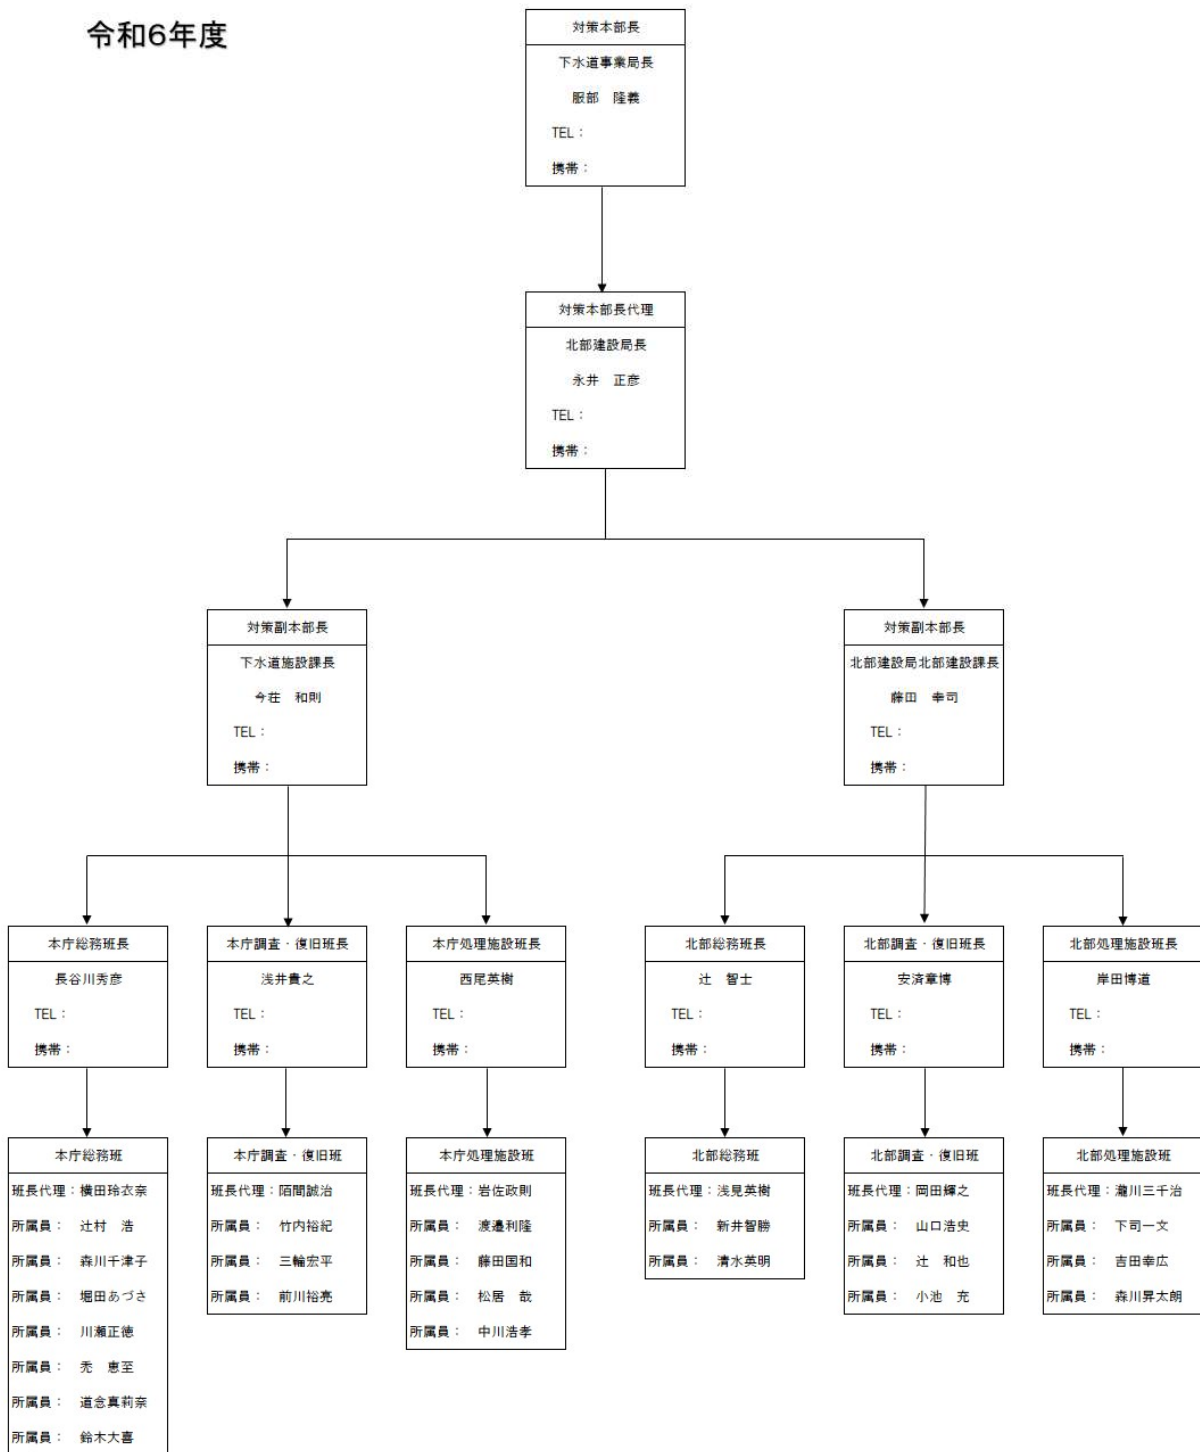 令和6年度
対策本部長
下水道事業局長
服部　隆義
TEL：
携帯：
対策本部長代理
北部建設局長
永井　正彦
TEL：
携帯：
対策副本部長
下水道施設課長
今荘　和則
TEL：
携帯：
対策副本部長
北部建設局北部建設課長
藤田　幸司
TEL：
携帯：
本庁総務班長
長谷川秀彦
TEL：
携帯：
本庁調査・復旧班長
浅井貴之
TEL：
携帯：
本庁処理施設班長
西尾英樹
TEL：
携帯：
北部総務班長
辻　智士
TEL：
携帯：
北部調査・復旧班長
安済章博
TEL：
携帯：
北部処理施設班長
岸田博道
TEL：
携帯：
本庁総務班
班長代理：横田玲衣奈
所属員：　辻村　浩
所属員：　森川千津子
所属員：　堀田あづさ
所属員：　川瀬正徳
所属員：　禿　恵至
所属員：　道念真莉奈
所属員：　鈴木大喜
本庁調査・復旧班
班長代理：陌間誠治
所属員：　竹内裕紀
所属員：　三輪宏平
所属員：　前川裕亮
本庁処理施設班
班長代理：岩佐政則
所属員：　渡邉利隆
所属員：　藤田国和
所属員：　松居　哉
所属員：　中川浩孝
北部総務班
班長代理：浅見英樹
所属員：　新井智勝
所属員：　清水英明
北部調査・復旧班
班長代理：岡田輝之
所属員：　山口浩史
所属員：　辻　和也
所属員：　小池　充
北部処理施設班
班長代理：瀧川三千治
所属員：　下司一文
所属員：　吉田幸広
所属員：　森川昇太朗